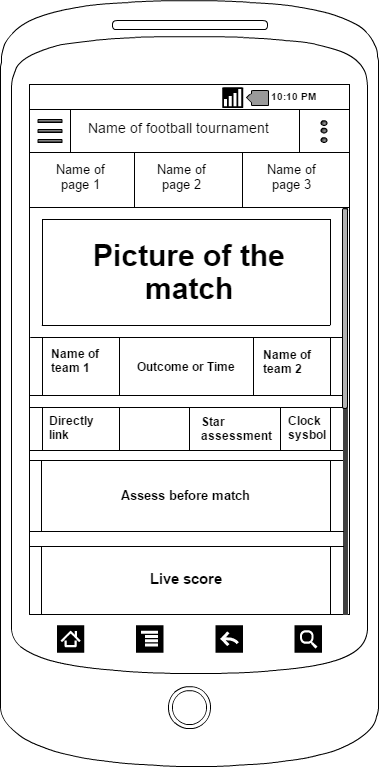 10:10 PM
Name of football tournament
Name of
page 1
Name of
page 2
Name of
page 3
Picture of the
match
Name of
team 1
Outcome or Time
Name of
team 2
Directly
link
Star
assessment
Clock
sysbol
Assess before match
Live score